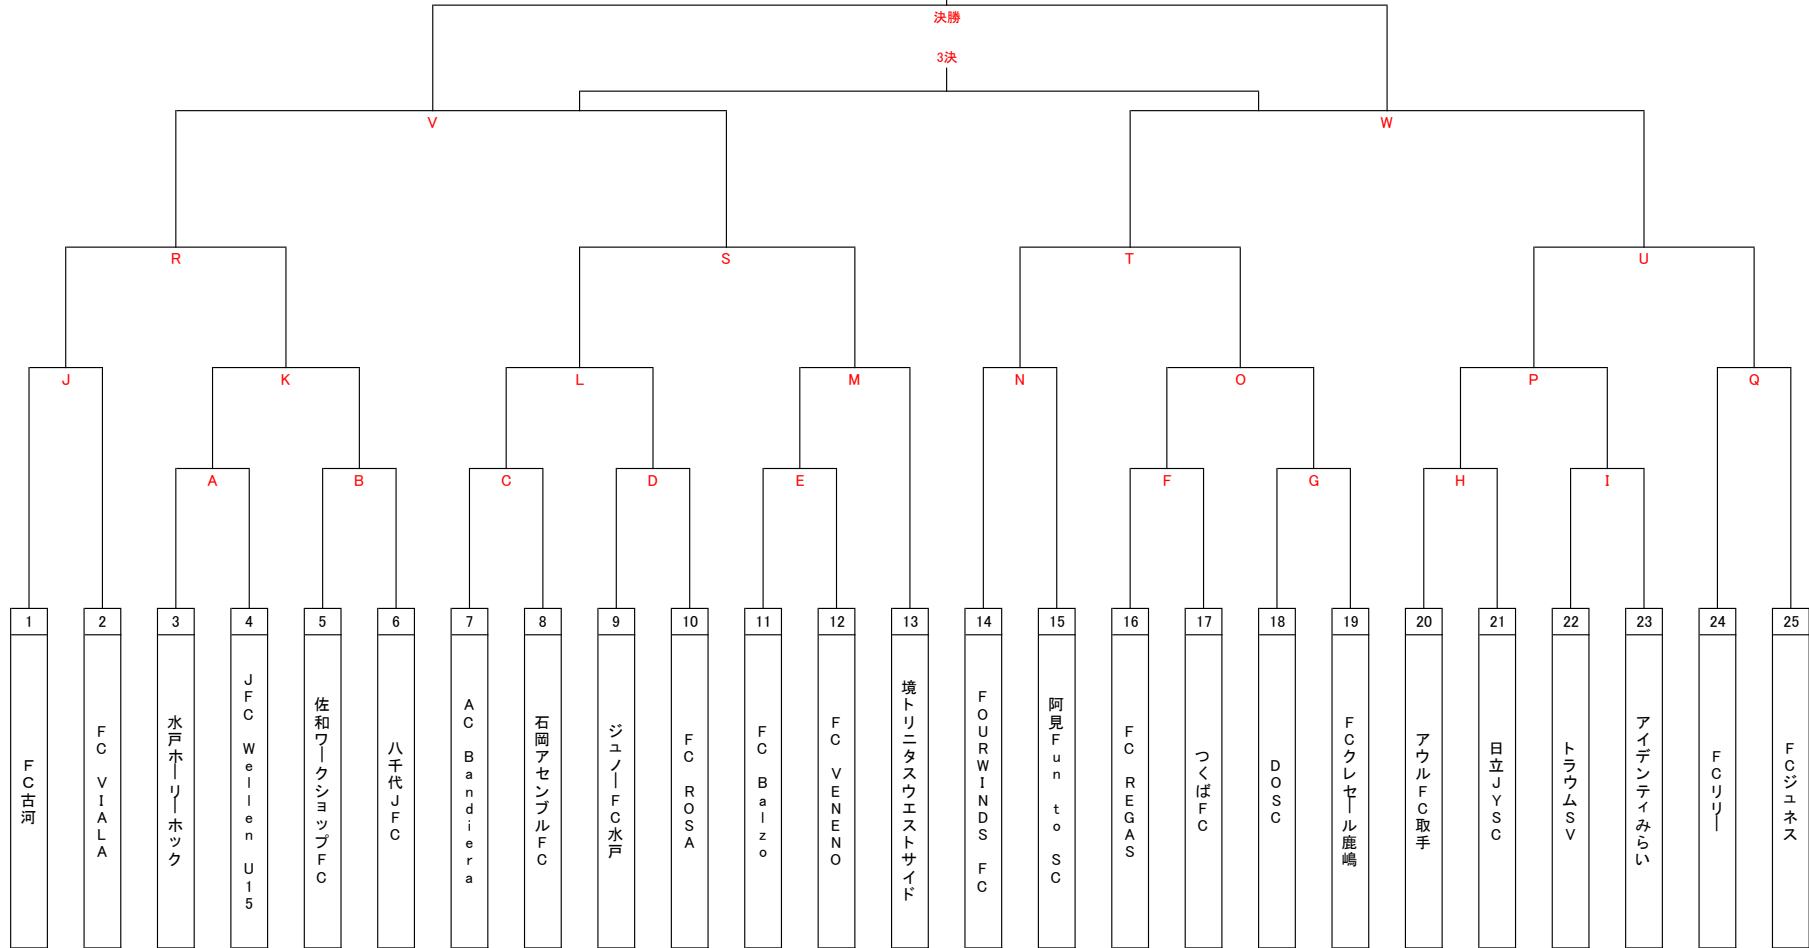 決勝
3決
V
W
R
S
T
U
J
K
L
M
N
O
P
Q
A
B
C
D
E
F
G
H
I
1
2
3
4
5
6
7
8
9
10
11
12
13
14
15
16
17
18
19
20
21
22
23
24
25
FC古河
FC VIALA
水戸ホーリーホック
JFC Wellen U15
佐和ワークショップFC
八千代JFC
AC Bandiera
石岡アセンブルFC
ジュノーFC水戸
FC ROSA
FC Balzo
FC VENENO
境トリニタスウエストサイド
FOURWINDS FC
阿見Fun to SC
FC REGAS
つくばFC
DOSC
FCクレセール鹿嶋
アウルFC取手
日立JYSC
トラウムSV
アイデンティみらい
FCリリー
FCジュネス